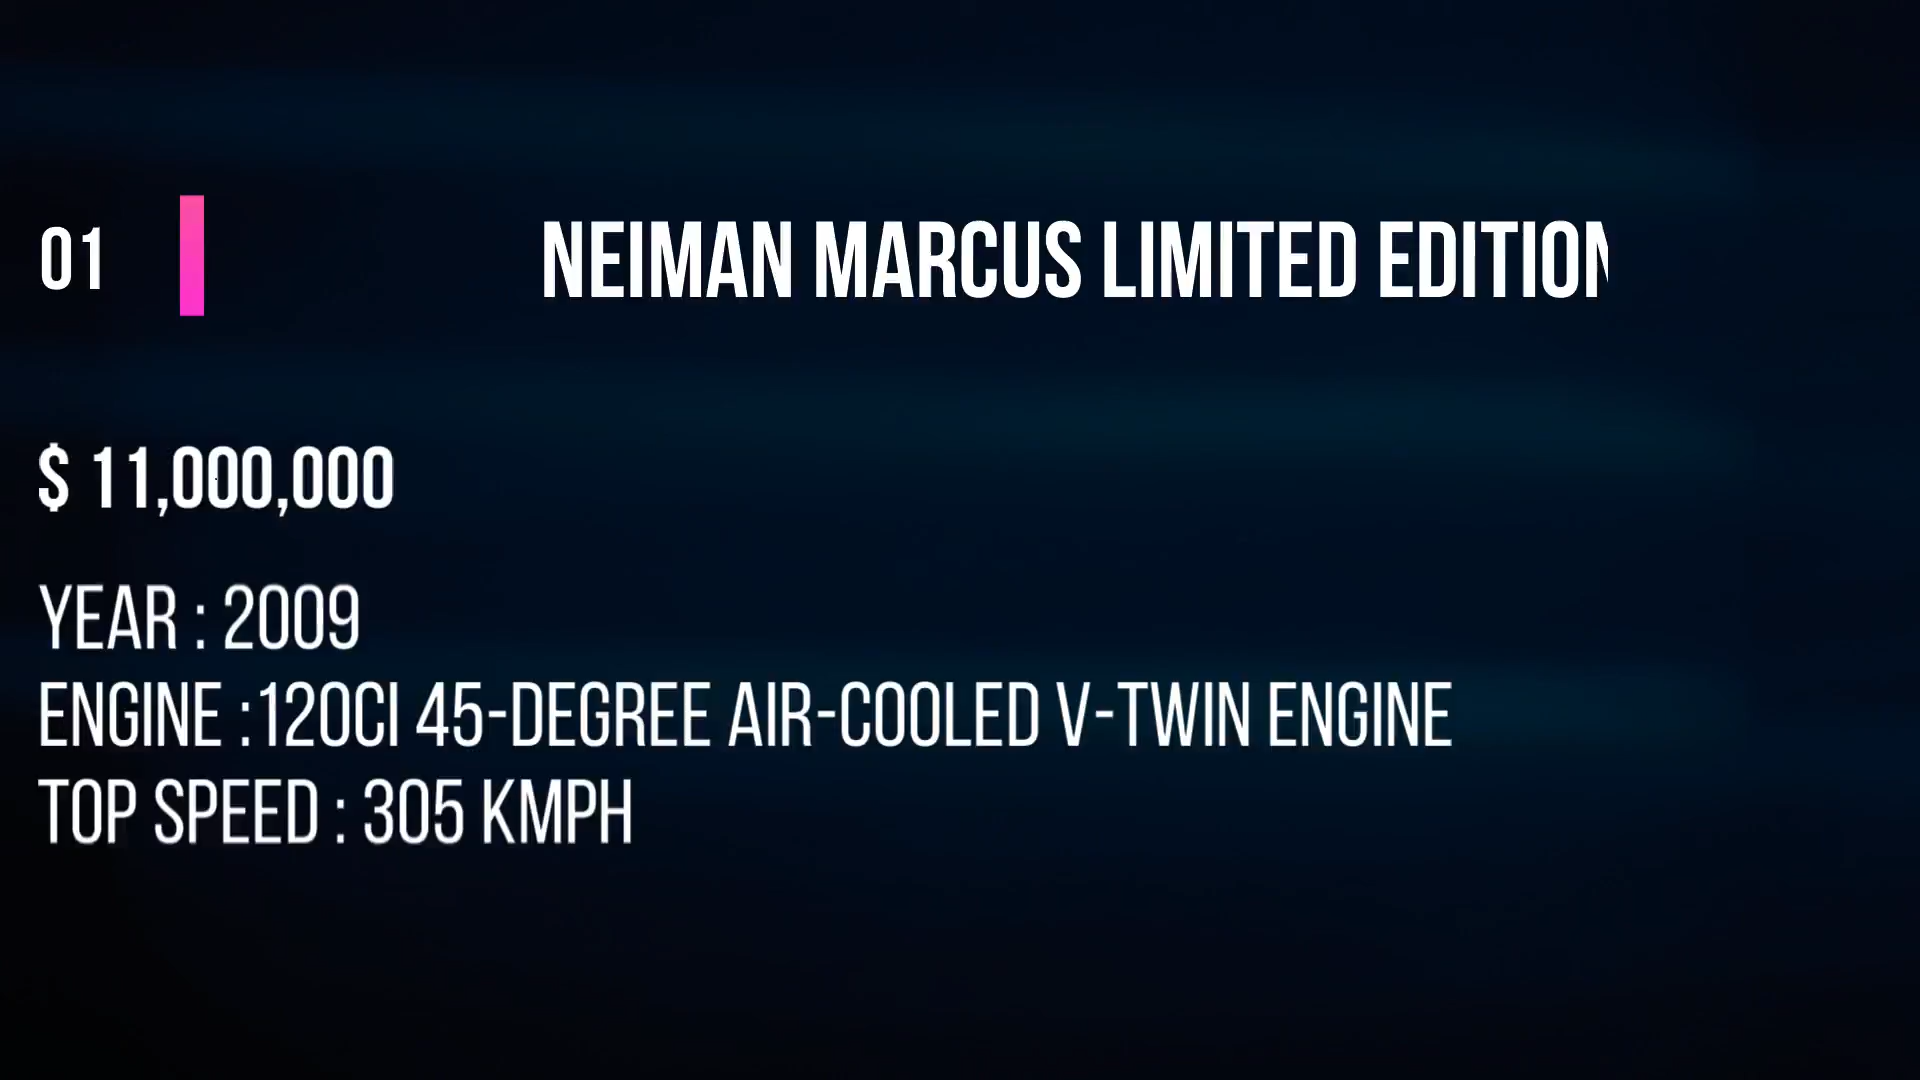 01
NEIMAN MARCUS LIMITED EDITION
$ 11,000,000
YEAR : 2009
ENGINE :120CI 45-DEGREE AIR-COOLED V-TWIN ENGINE
TOP SPEED : 305 KMPH